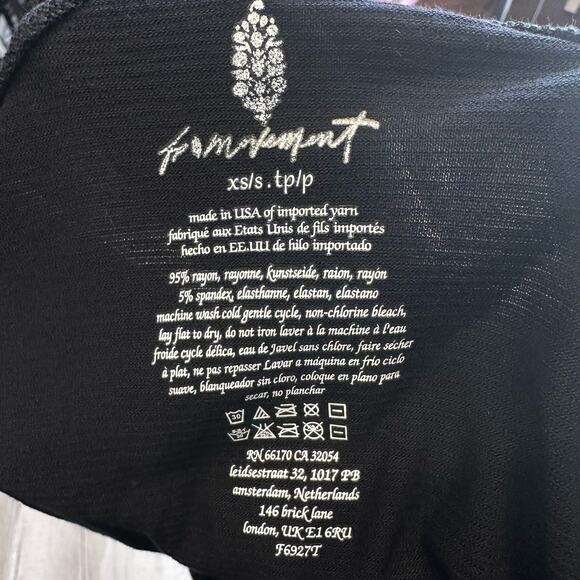 fpmovement
xs/s . tp/p
made in USA of imported yarn
fabriqué aux Etats Unis de fils importés
hecho en EE.UU de hilo importado
95% rayon, rayonne, kunstseide, raion, rayón
5% spandex, elasthanne, elastan, elastano
machine wash cold gentle cycle, non-chlorine bleach,
lay flat to dry, do not iron laver à la machine à l'eau
froide cycle délica, eau de Javel sans chlore, faire sécher
à plat, ne pas repasser Lavar a máquina en frío ciclo
suave, blanqueador sin cloro, coloque en plano para
secar, no planchar
30
RN 66170 CA 32054
leidsestraat 32, 1017 PB
amsterdam, Netherlands
146 brick lane
london, UK E1 6RU
F6927T